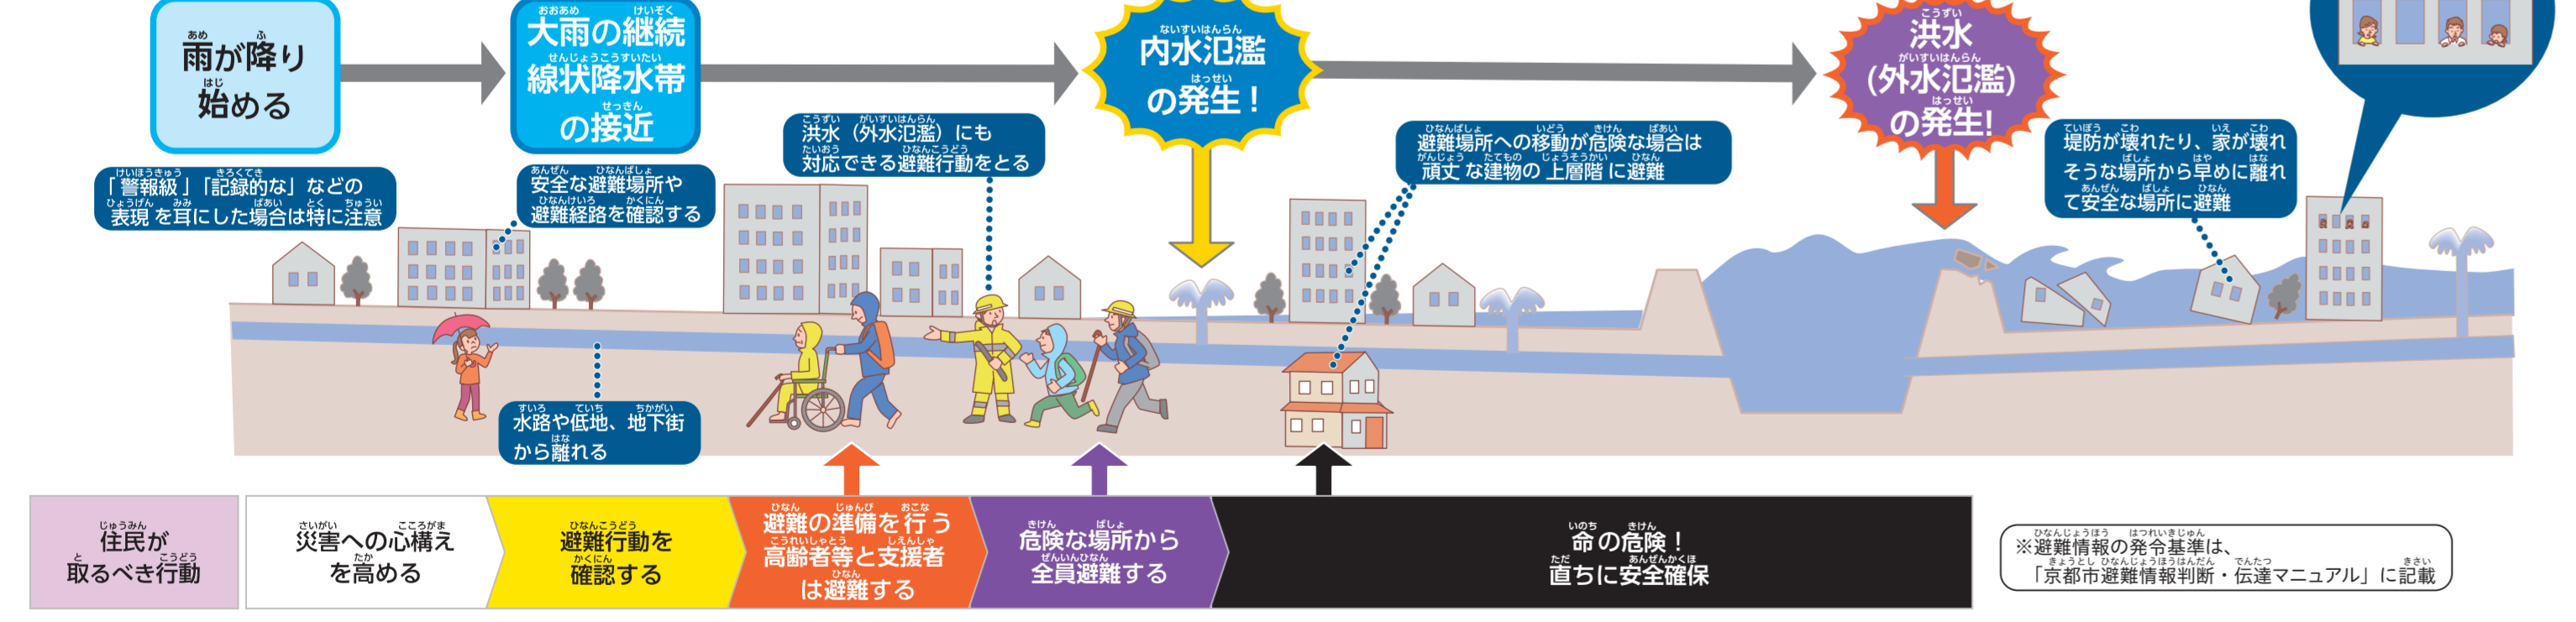 雨が降り
始める
大雨の継続
線状降水帯
の接近
内水氾濫
の発生！
洪水
(外水氾濫)
の発生!
「警報級」「記録的な」などの
表現を耳にした場合は特に注意
安全な避難場所や
避難経路を確認する
洪水（外水氾濫）にも
対応できる避難行動をとる
避難場所への移動が危険な場合は
頑丈な建物の上層階に避難
堤防が壊れたり、家が壊れ
そうな場所から早めに離れ
て安全な場所に避難
水路や低地、地下街
から離れる
住民が
取るべき行動
災害への心構え
を高める
避難行動を
確認する
避難の準備を行う
高齢者等と支援者
は避難する
危険な場所から
全員避難する
命の危険！
直ちに安全確保
※避難情報の発令基準は、
「京都市避難情報判断・伝達マニュアル」に記載